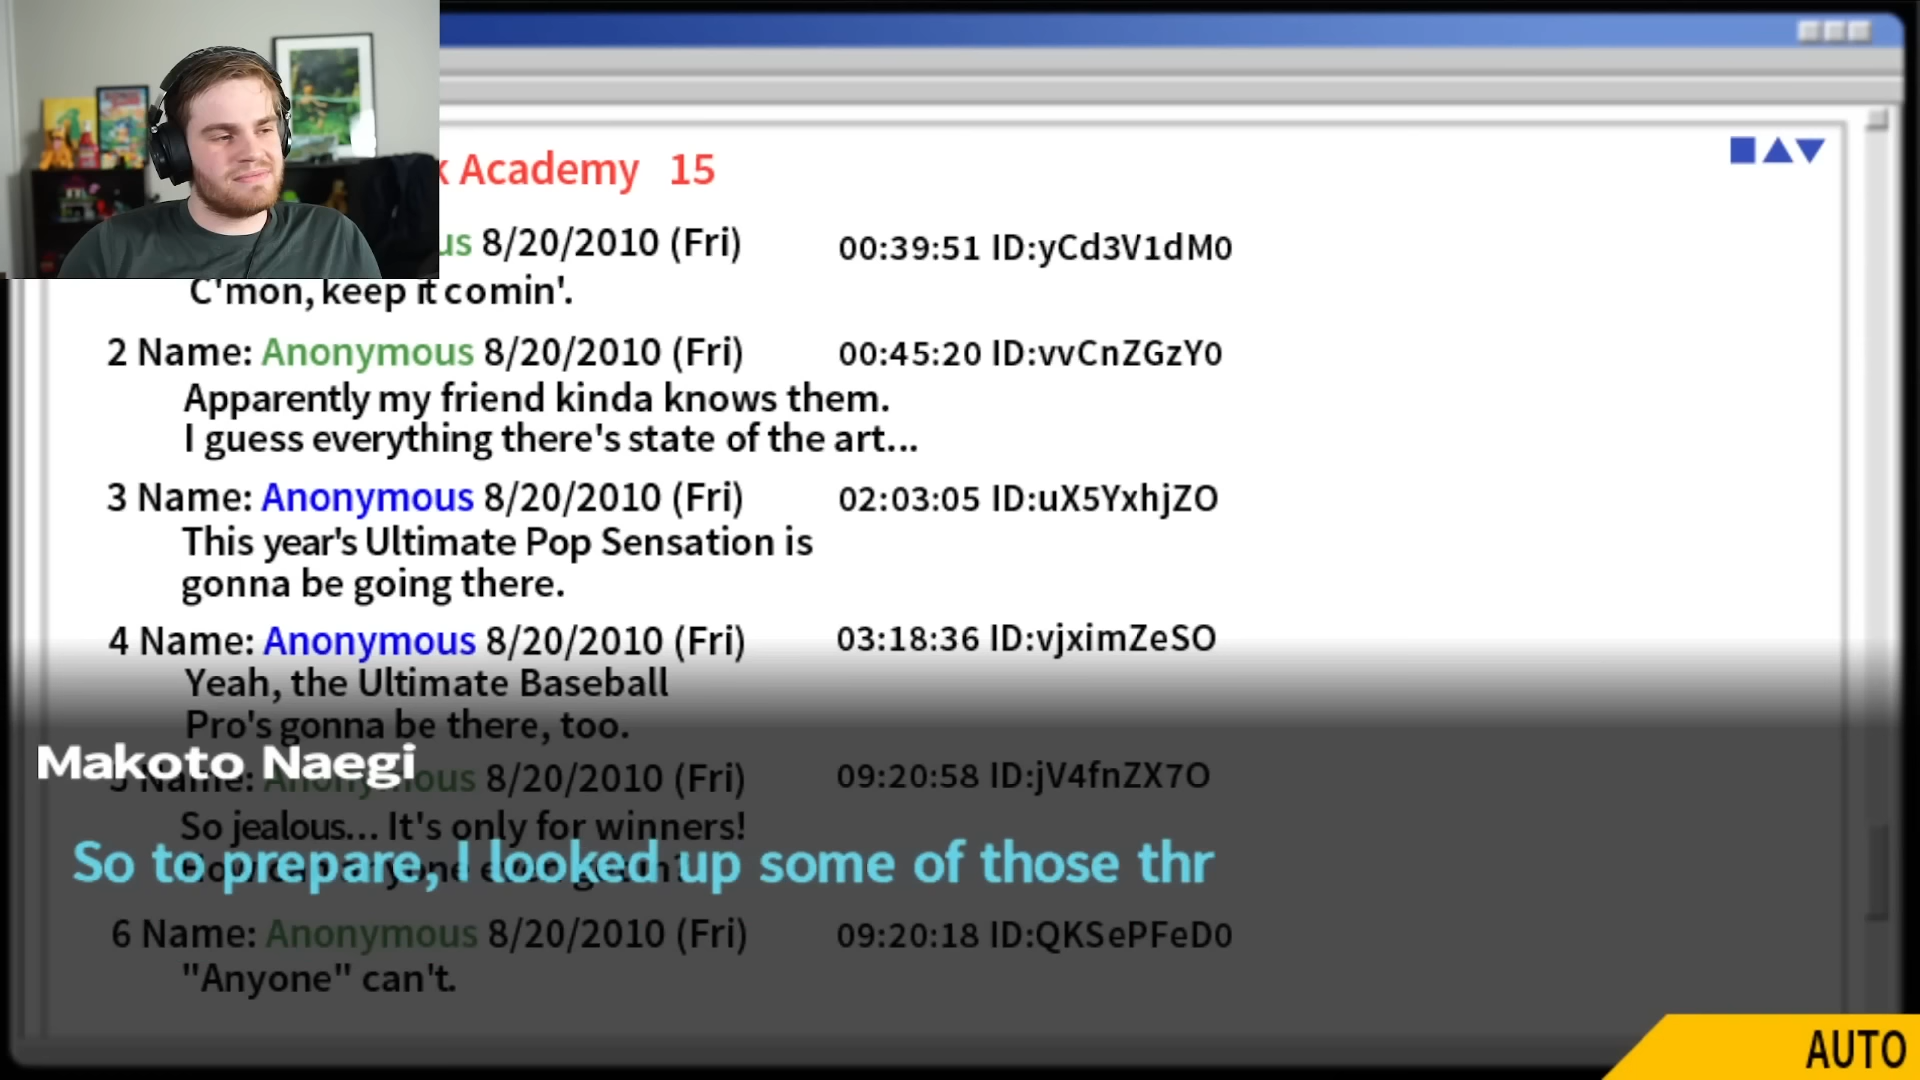 k Academy 15
us 8/20/2010 (Fri) 00:39:51 ID:yCd3V1dM0
C'mon, keep it comin'.
2 Name: Anonymous 8/20/2010 (Fri) 00:45:20 ID:vvCnZGzY0
Apparently my friend kinda knows them.
I guess everything there's state of the art...
3 Name: Anonymous 8/20/2010 (Fri) 02:03:05 ID:uX5YxhjZO
This year's Ultimate Pop Sensation is
gonna be going there.
4 Name: Anonymous 8/20/2010 (Fri) 03:18:36 ID:vjximZeSO
Yeah, the Ultimate Baseball
Pro's gonna be there, too.
Makoto Naegi
5 Name: Anonymous 8/20/2010 (Fri) 09:20:58 ID:jV4fnZX7O
So jealous... It's only for winners!
So to prepare, I looked up some of those thr
6 Name: Anonymous 8/20/2010 (Fri) 09:20:18 ID:QKSePFeD0
"Anyone" can't.
AUTO